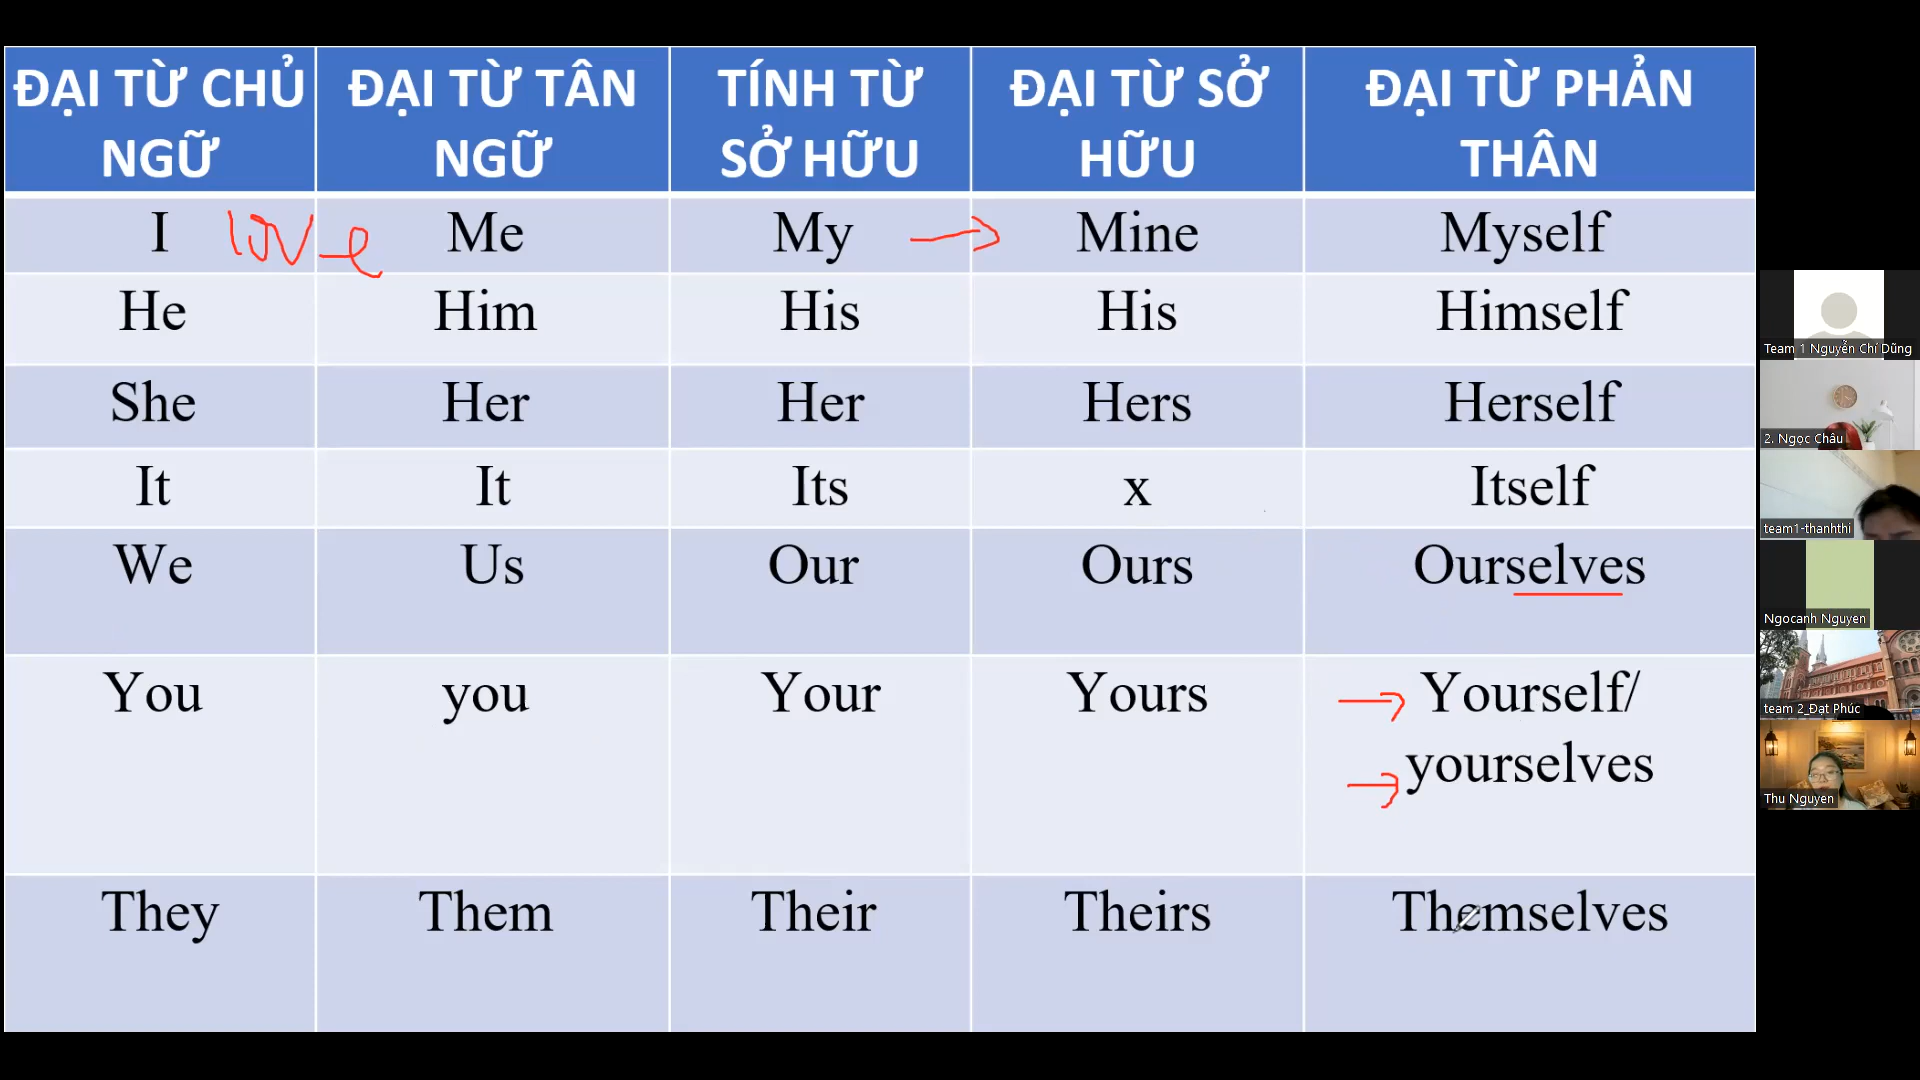 ĐẠI TỪ CHỦ NGỮ ĐẠI TỪ TÂN NGỮ TÍNH TỪ SỞ HỮU ĐẠI TỪ SỞ HỮU ĐẠI TỪ PHẢN THÂN
I love Me My Mine Myself
He Him His His Himself
She Her Her Hers Herself
It It Its x Itself
We Us Our Ours Ourselves
You you Your Yours Yourself/
yourselves
They Them Their Theirs Themselves
Team 1 Nguyễn Chí Dũng
2. Ngọc Châu
team1-thanhthi
Ngocanh Nguyen
team 2_Đạt Phúc
Thu Nguyen